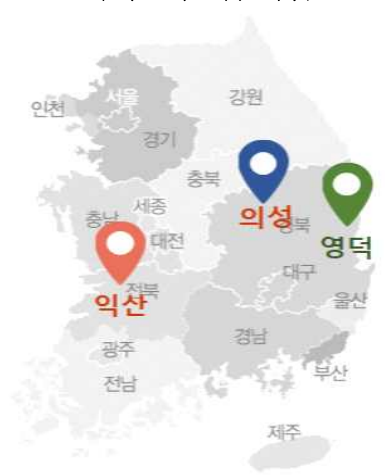 서울
인천
강원
경기
충북
세종
충남
의성
경북
영덕
대전
대구
전북
익산
울산
경남
광주
부산
전남
제주